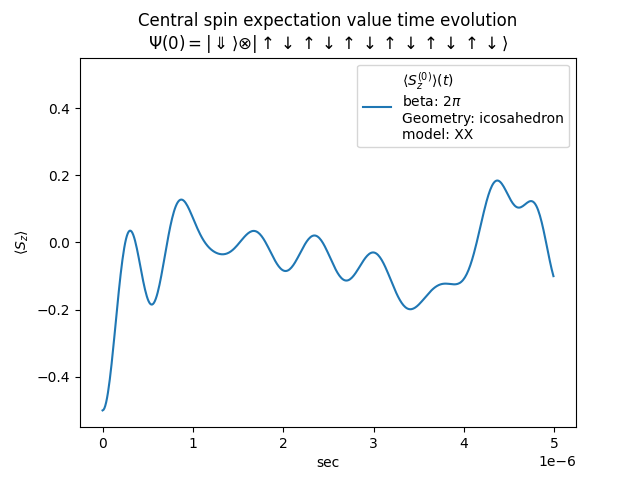 Central spin expectation value time evolution
Ψ(0) = | ⇓ ⟩⊗| ↑ ↓ ↑ ↓ ↑ ↓ ↑ ↓ ↑ ↓ ↑ ↓⟩
⟨S_z^{(0)}⟩(t)
beta: 2π
Geometry: icosahedron
model: XX
0.4
0.2
0.0
−0.2
−0.4
⟨S_z⟩
0 1 2 3 4 5
sec
1e−6